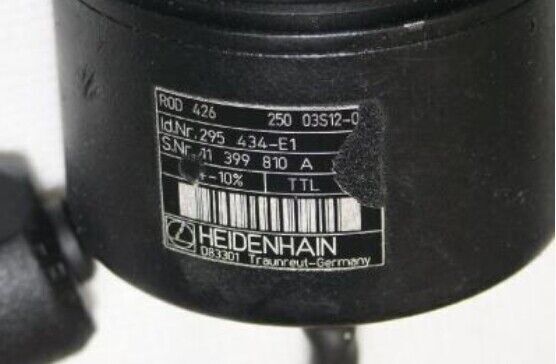 ROD 426 250 03S12-0
Id.Nr. 295 434-E1
S.Nr. 11 399 810 A
+-10% TTL
HEIDENHAIN
D83301 Traunreut-Germany